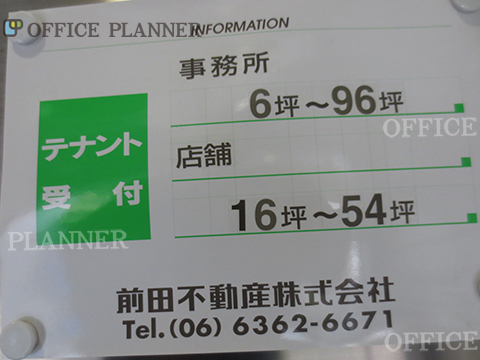 OFFICE PLANNER
INFORMATION
事務所
6坪～96坪
OFFICE
テナント
受付
店舗
16坪～54坪
PLANNER
前田不動産株式会社
Tel.(06) 6362-6671
OFFICE